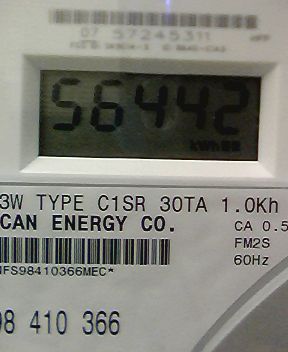 07 57245311
56442
kWh
3W TYPE C1SR 30TA 1.0Kh
CAN ENERGY CO.
CA 0.5
FM2S
60Hz
NFS98410366MEC*
98 410 366